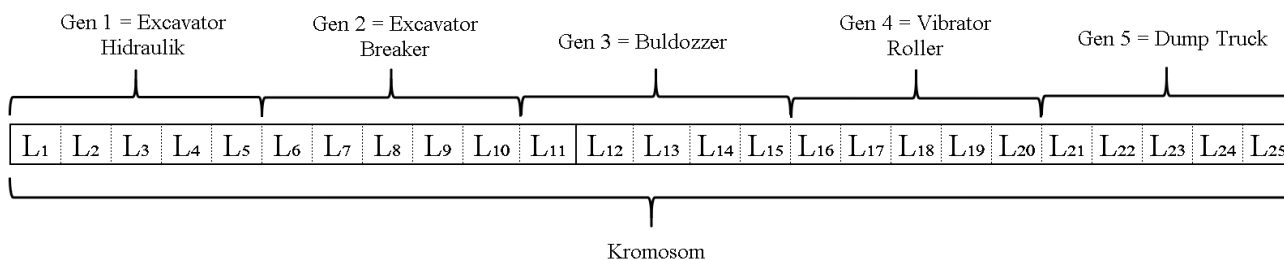 Gen 1 = Excavator
Hidraulik
Gen 2 = Excavator
Breaker
Gen 3 = Buldozzer
Gen 4 = Vibrator
Roller
Gen 5 = Dump Truck
L1 L2 L3 L4 L5 L6 L7 L8 L9 L10 L11 L12 L13 L14 L15 L16 L17 L18 L19 L20 L21 L22 L23 L24 L25
Kromosom